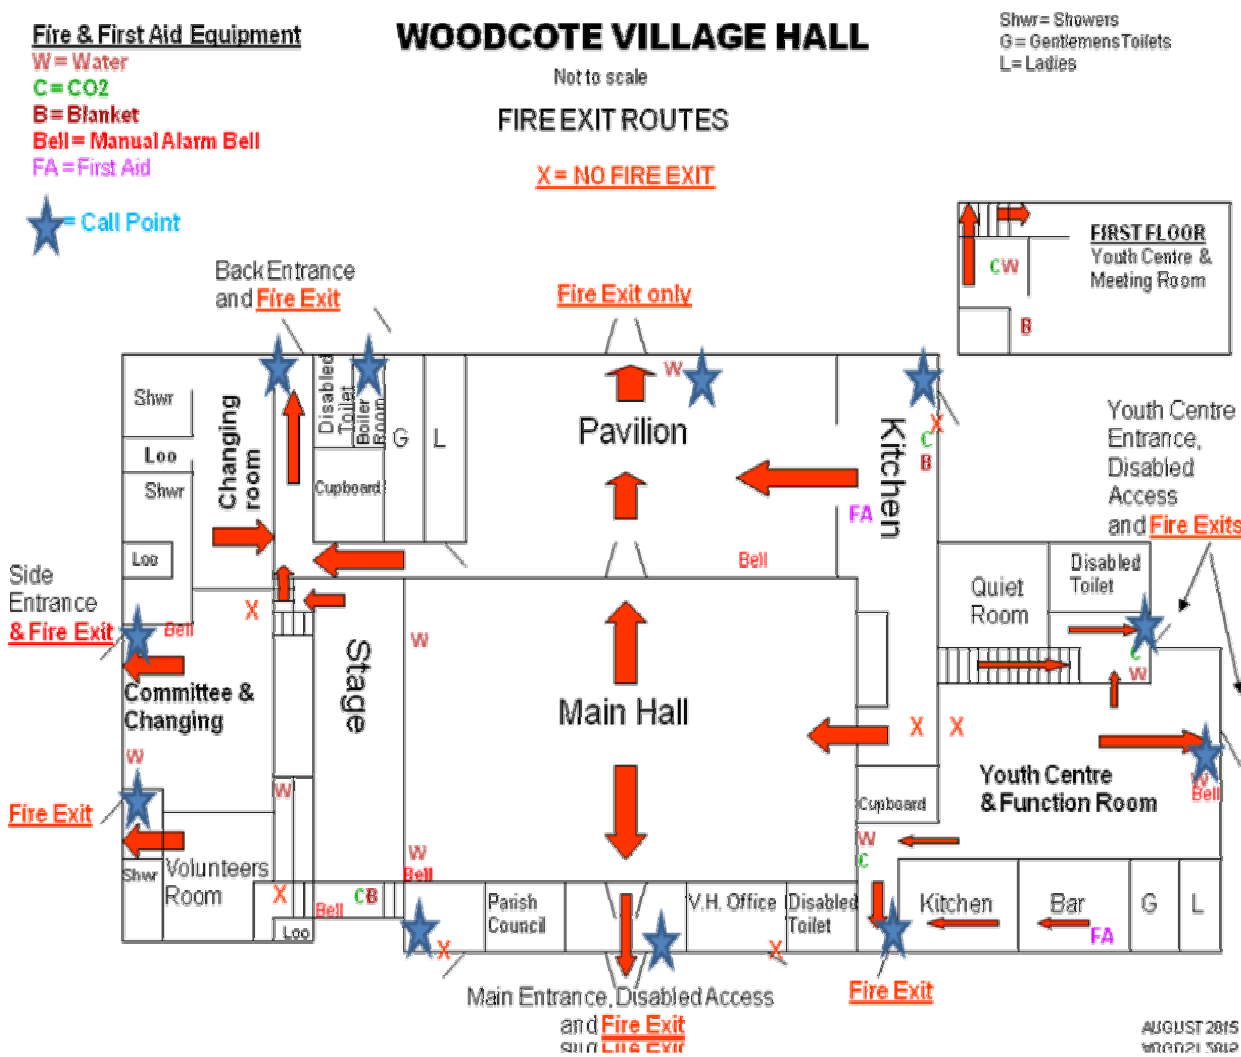 Fire & First Aid Equipment
W = Water
C = CO2
B = Blanket
Bell = Manual Alarm Bell
FA = First Aid
= Call Point
WOODCOTE VILLAGE HALL
Not to scale
FIRE EXIT ROUTES
X = NO FIRE EXIT
Shwr = Showers
G = Gentlemens Toilets
L = Ladies
FIRST FLOOR
Youth Centre &
Meeting Room
C W
B
Back Entrance
and Fire Exit
Fire Exit only
Shwr
Loo
Shwr
Loo
Changing
room
Disabled
Toilet
Boiler
Room
G
L
Cupboard
W
Pavilion
Bell
Kitchen
X
C
B
FA
Youth Centre
Entrance,
Disabled
Access
and Fire Exits
Side
Entrance
& Fire Exit
Bell
X
Committee &
Changing
W
Fire Exit
Shwr
Volunteers
Room
W
X
Loo
Stage
Bell
C B
W
Main Hall
W
Bell
Quiet
Room
Disabled
Toilet
C
W
X
X
Youth Centre
& Function Room
W
Bell
Cupboard
W
C
X
Parish
Council
V.H. Office
X
Disabled
Toilet
Kitchen
Bar
FA
G
L
Main Entrance, Disabled Access
and Fire Exit
and Fire Exit
Fire Exit
AUGUST 2015